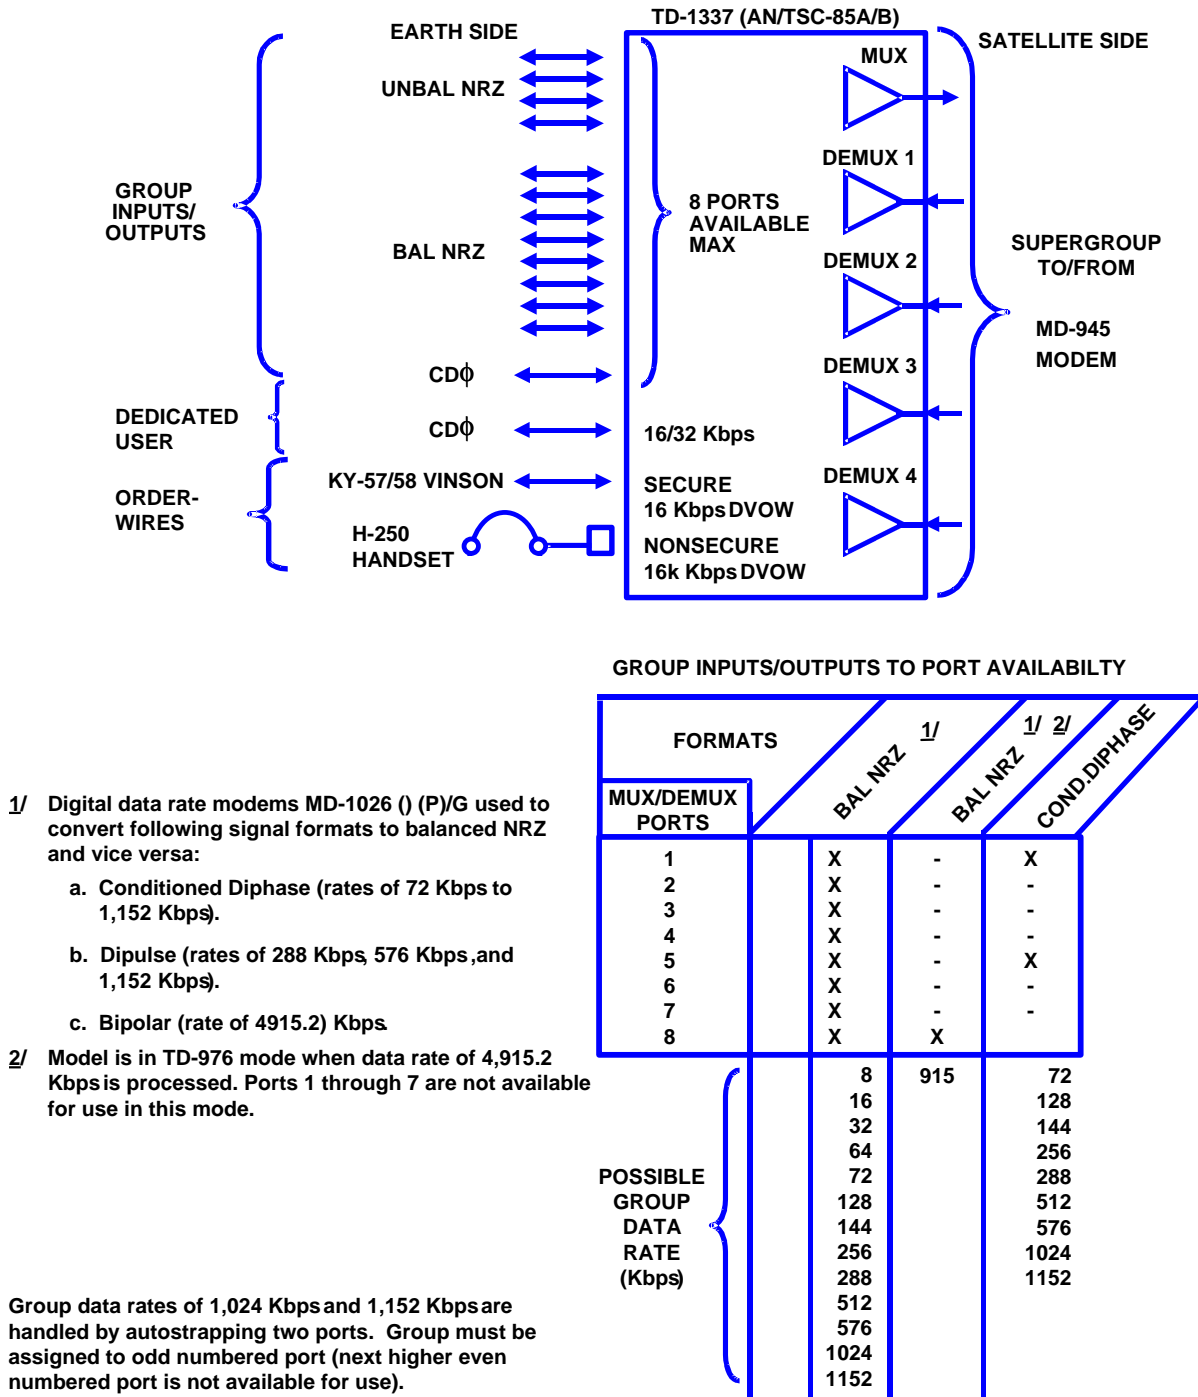 TD-1337 (AN/TSC-85A/B)
EARTH SIDE
SATELLITE SIDE
MUX
UNBAL NRZ
DEMUX 1
GROUP
INPUTS/
OUTPUTS
8 PORTS
AVAILABLE
MAX
BAL NRZ
DEMUX 2
SUPERGROUP
TO/FROM
MD-945
MODEM
CDϕ
DEMUX 3
DEDICATED
USER
CDϕ
16/32 Kbps
KY-57/58 VINSON
DEMUX 4
ORDER-
WIRES
SECURE
16 Kbps DVOW
H-250
HANDSET
NONSECURE
16k Kbps DVOW
GROUP INPUTS/OUTPUTS TO PORT AVAILABILTY
FORMATS
BAL NRZ 1/
BAL NRZ 1/ 2/
COND.DIPHASE
MUX/DEMUX
PORTS
1 X - X
2 X - -
3 X - -
4 X - -
5 X - X
6 X - -
7 X - -
8 X X
1/ Digital data rate modems MD-1026 () (P)/G used to
convert following signal formats to balanced NRZ
and vice versa:
a. Conditioned Diphase (rates of 72 Kbps to
1,152 Kbps).
b. Dipulse (rates of 288 Kbps, 576 Kbps ,and
1,152 Kbps).
c. Bipolar (rate of 4915.2) Kbps.
2/ Model is in TD-976 mode when data rate of 4,915.2
Kbps is processed. Ports 1 through 7 are not available
for use in this mode.
POSSIBLE
GROUP
DATA
RATE
(Kbps)
8 915 72
16 128
32 144
64 256
72 288
128 512
144 576
256 1024
288 1152
512
576
1024
1152
Group data rates of 1,024 Kbps and 1,152 Kbps are
handled by autostrapping two ports. Group must be
assigned to odd numbered port (next higher even
numbered port is not available for use).